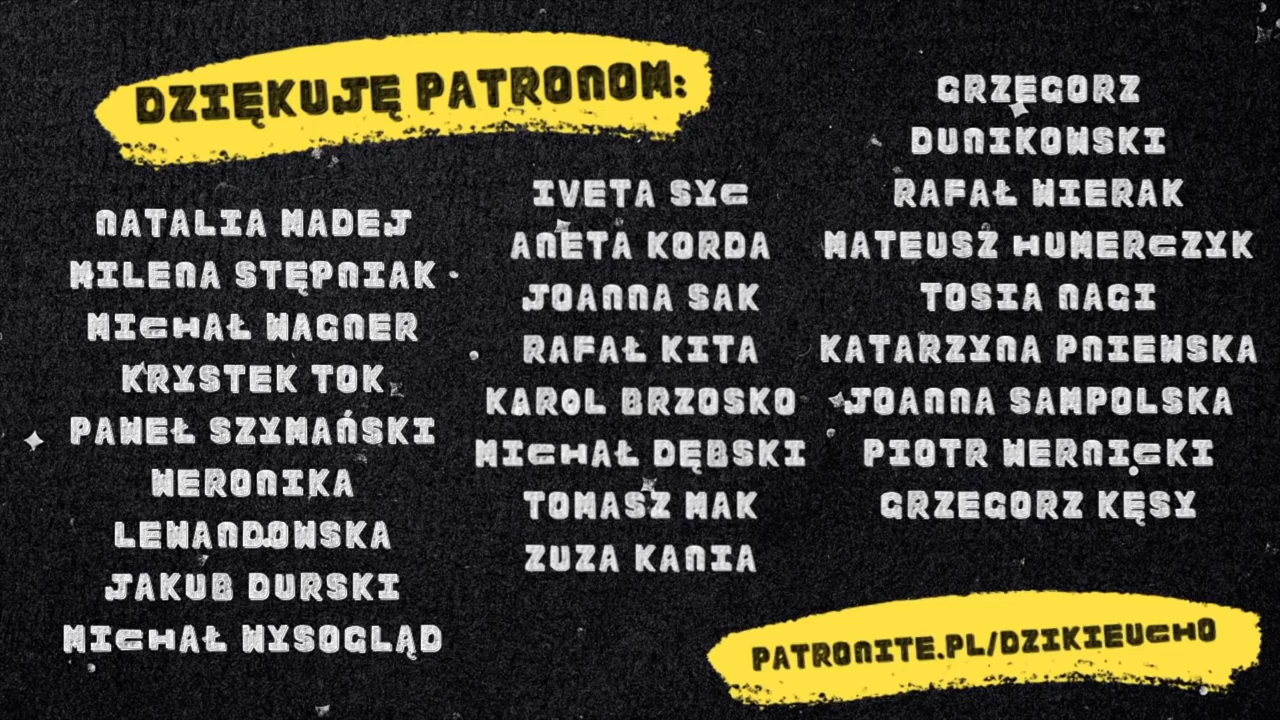 DZIĘKUJĘ PATRONOM:
NATALIA MADEJ
MILENA STĘPNIAK
MICHAŁ WAGNER
KRYSTEK TOK
PAWEŁ SZYMAŃSKI
WERONIKA
LEWANDOWSKA
JAKUB DURSKI
MICHAŁ WYSOGLĄD
IVETA SYC
ANETA KORDA
JOANNA SAK
RAFAŁ KITA
KAROL BRZOSKO
MICHAŁ DĘBSKI
TOMASZ MAK
ZUZA KANIA
GRZEGORZ
DUNIKOWSKI
RAFAŁ WIERAK
MATEUSZ HUMERCZYK
TOSIA NAGI
KATARZYNA PNIEWSKA
JOANNA SAMPOLSKA
PIOTR WERNICKI
GRZEGORZ KĘSY
PATRONITE.PL/DZIKIEUCHO